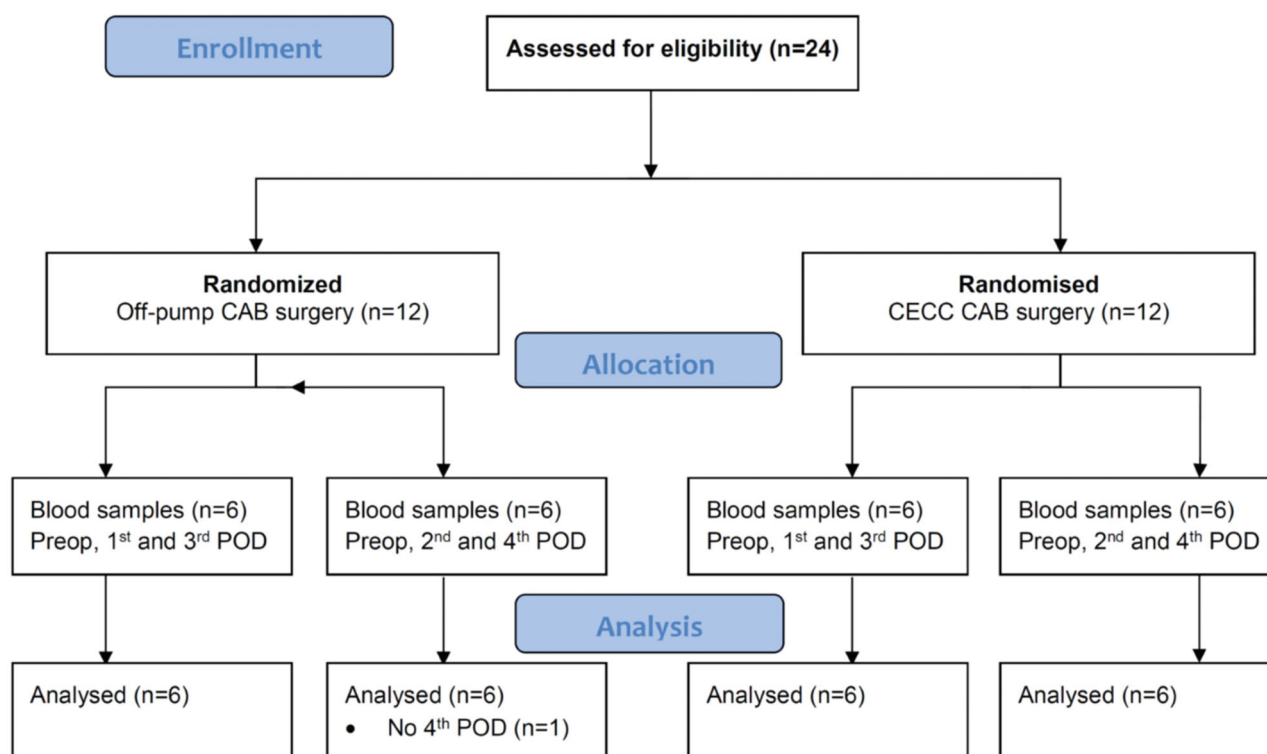 Enrollment
Assessed for eligibility (n=24)
Randomized
Off-pump CAB surgery (n=12)
Randomised
CECC CAB surgery (n=12)
Allocation
Blood samples (n=6)
Preop, 1st and 3rd POD
Blood samples (n=6)
Preop, 2nd and 4th POD
Blood samples (n=6)
Preop, 1st and 3rd POD
Blood samples (n=6)
Preop, 2nd and 4th POD
Analysis
Analysed (n=6)
Analysed (n=6)
• No 4th POD (n=1)
Analysed (n=6)
Analysed (n=6)